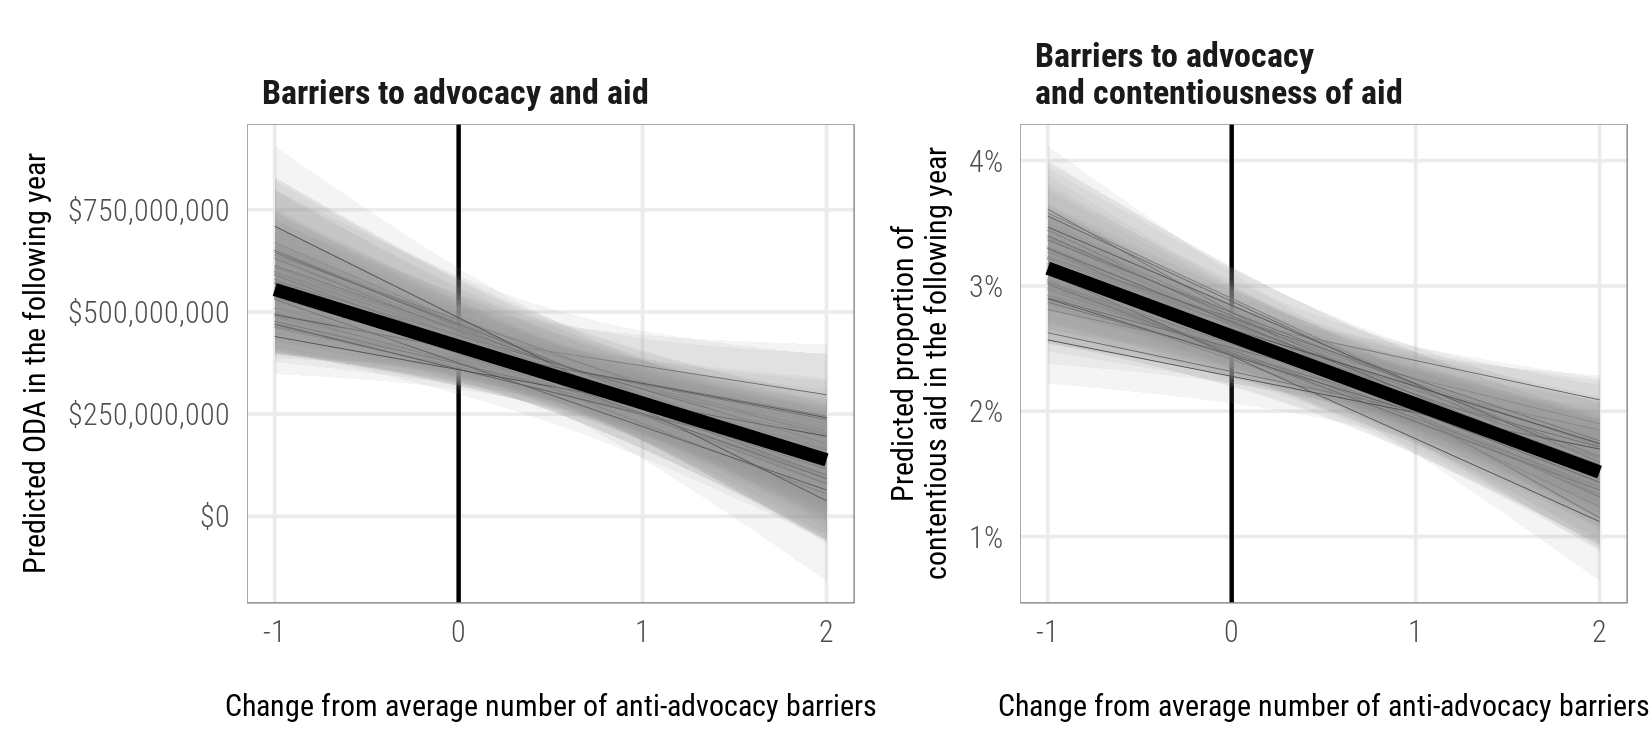 Barriers to advocacy and aid
Predicted ODA in the following year
$750,000,000
$500,000,000
$250,000,000
$0
-1 0 1 2
Change from average number of anti-advocacy barriers
Barriers to advocacy
and contentiousness of aid
Predicted proportion of
contentious aid in the following year
4%
3%
2%
1%
-1 0 1 2
Change from average number of anti-advocacy barriers